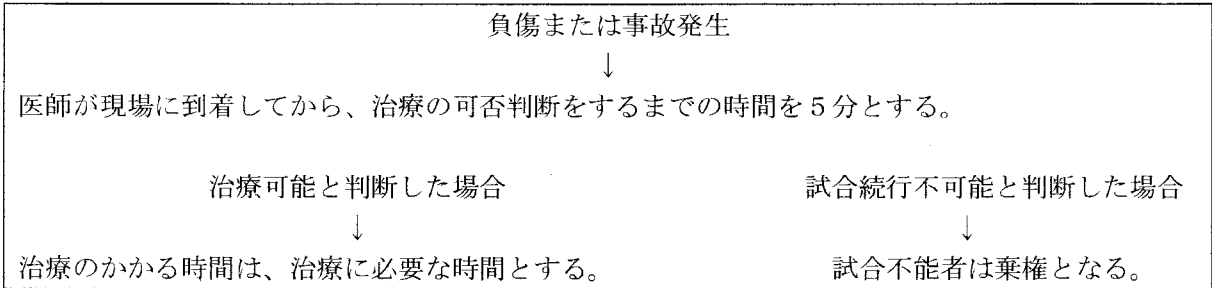 負傷または事故発生
↓
医師が現場に到着してから、治療の可否判断をするまでの時間を5分とする。
治療可能と判断した場合 試合続行不可能と判断した場合
↓ ↓
治療のかかる時間は、治療に必要な時間とする。 試合不能者は棄権となる。